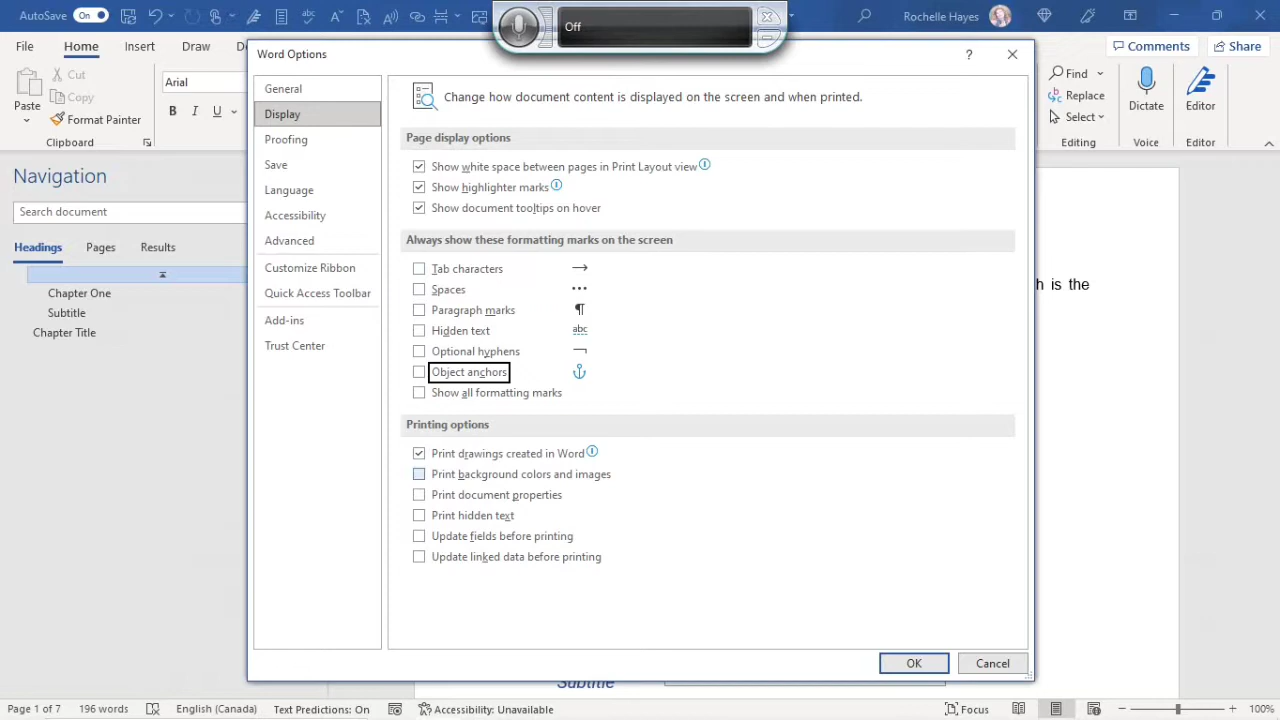 AutoSave On
Off
Rochelle Hayes
File Home Insert Draw
Comments Share
Word Options
Paste
Cut
Copy
Format Painter
Clipboard
Arial
B I U
Find
Replace
Select
Editing
Dictate
Voice
Editor
Editor
Navigation
Search document
Headings Pages Results
Chapter One
Subtitle
Chapter Title
General
Display
Proofing
Save
Language
Accessibility
Advanced
Customize Ribbon
Quick Access Toolbar
Add-ins
Trust Center
Change how document content is displayed on the screen and when printed.
Page display options
Show white space between pages in Print Layout view
Show highlighter marks
Show document tooltips on hover
Always show these formatting marks on the screen
Tab characters →
Spaces ...
Paragraph marks ¶
Hidden text abc
Optional hyphens ¬
Object anchors
Show all formatting marks
Printing options
Print drawings created in Word
Print background colors and images
Print document properties
Print hidden text
Update fields before printing
Update linked data before printing
OK Cancel
h is the
Subtitle
Page 1 of 7 196 words English (Canada) Text Predictions: On Accessibility: Unavailable Focus 100%